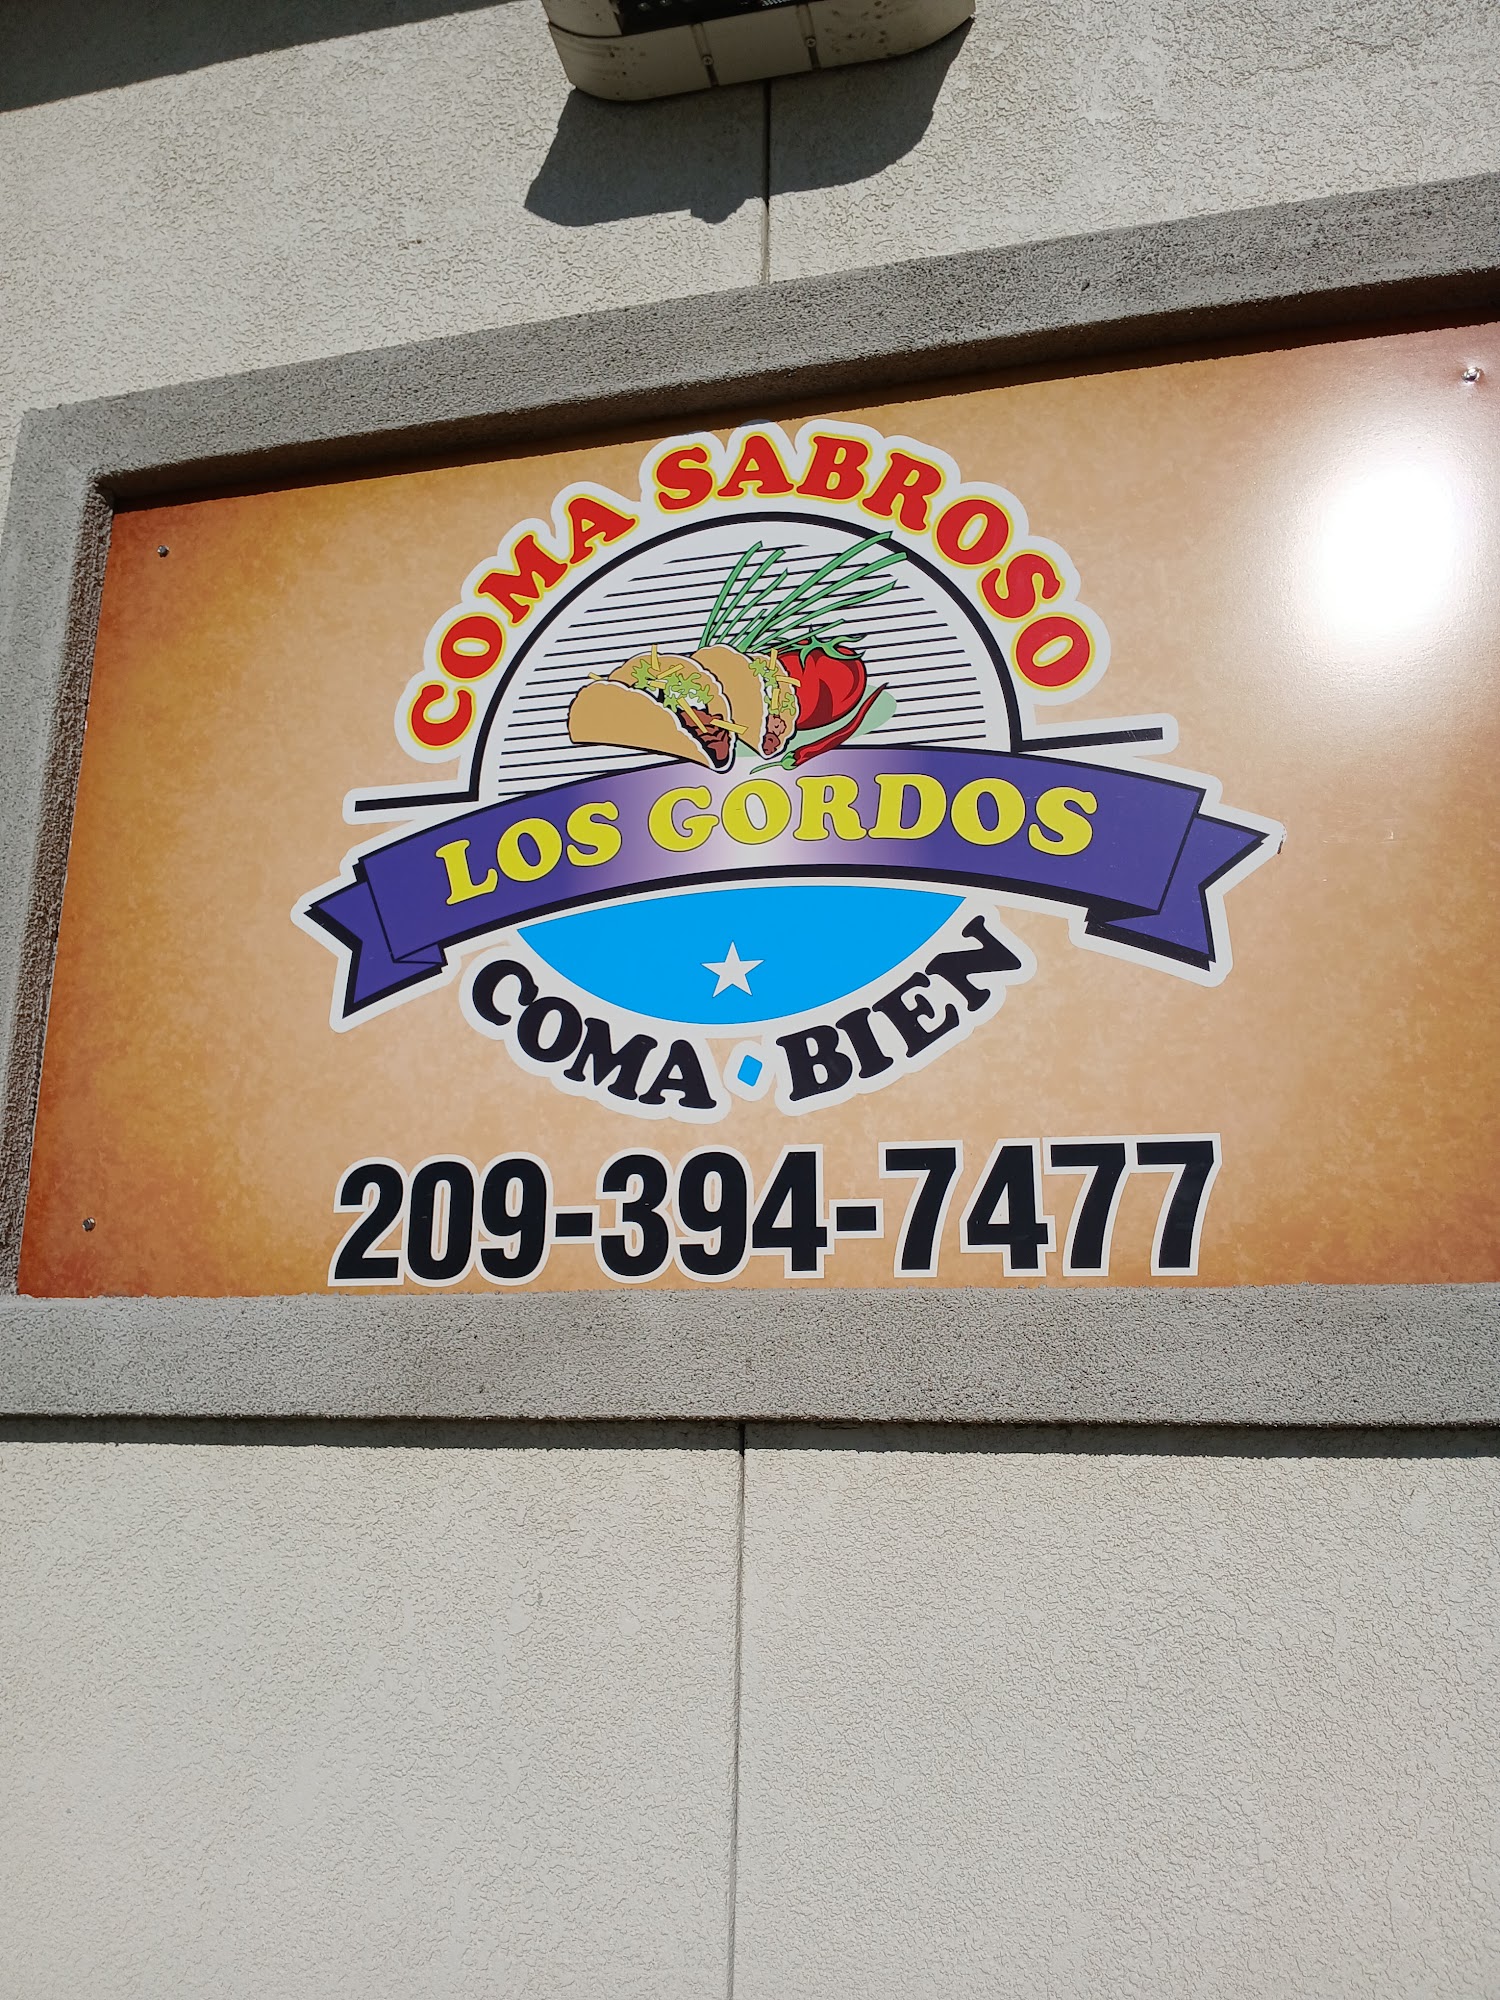 COMA SABROSO
LOS GORDOS
COMA · BIEN
209-394-7477